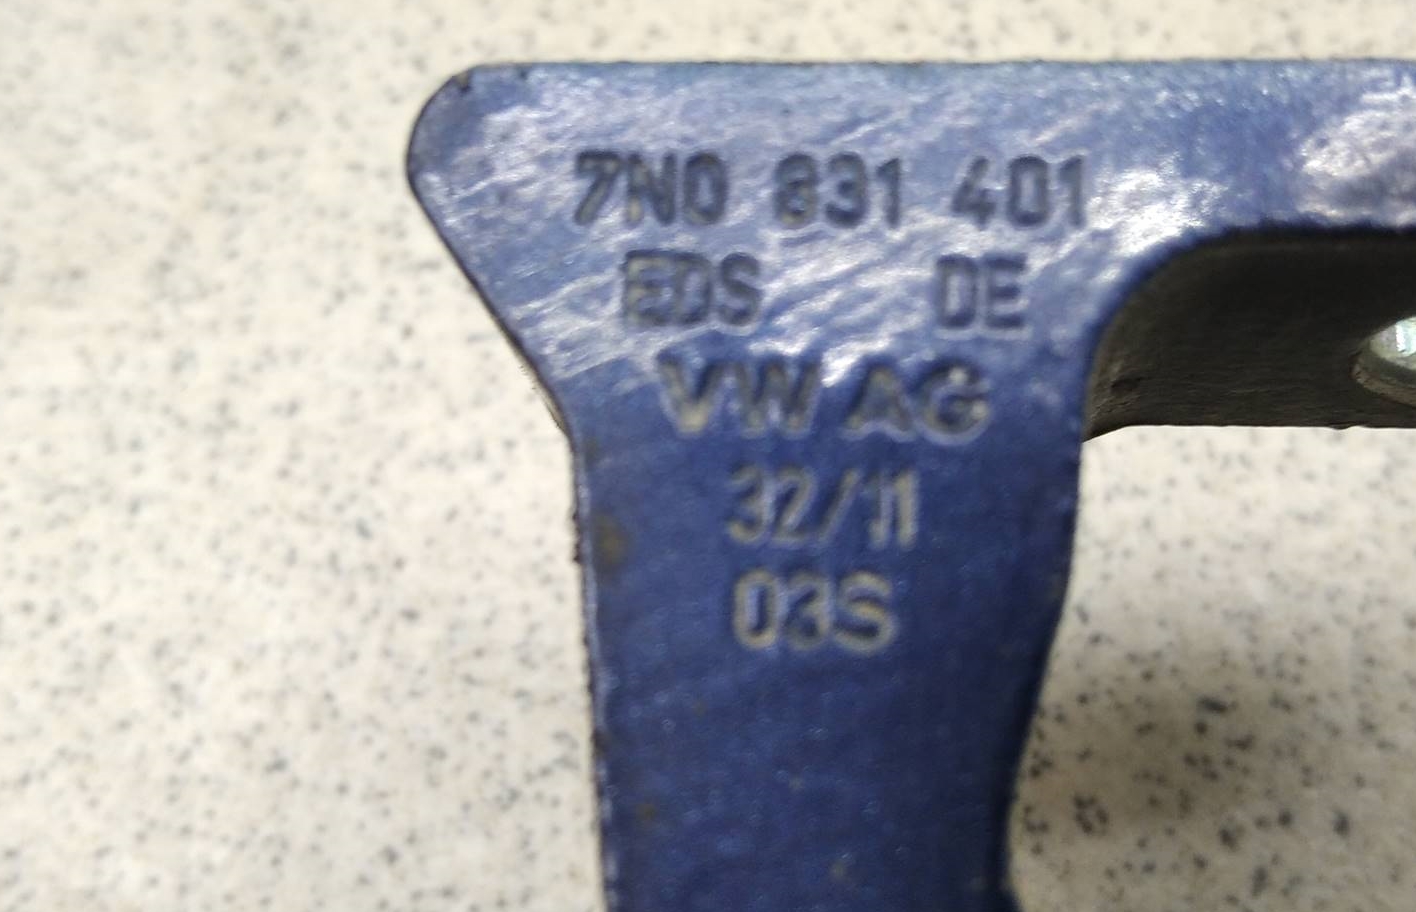 7N0 831 401
EDS DE
VW AG
32/11
03S